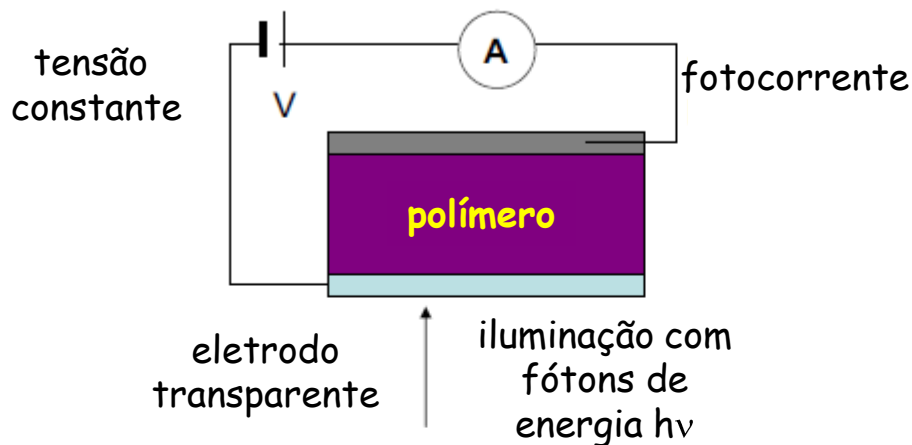 tensão
constante
V
A
fotocorrente
polímero
eletrodo
transparente
iluminação com
fótons de
energia hν